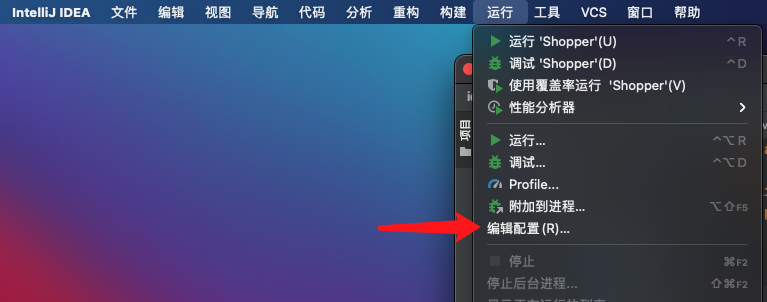 IntelliJ IDEA 文件 编辑 视图 导航 代码 分析 重构 构建 运行 工具 VCS 窗口 帮助
运行 'Shopper'(U) ⌃R
调试 'Shopper'(D) ⌃D
使用覆盖率运行 'Shopper'(V)
性能分析器
项目
运行... ⌃⌥R
调试... ⌃⌥D
Profile...
附加到进程... ⌥⇧F5
编辑配置(R)...
停止 ⌘F2
停止后台进程... ⇧⌘F2